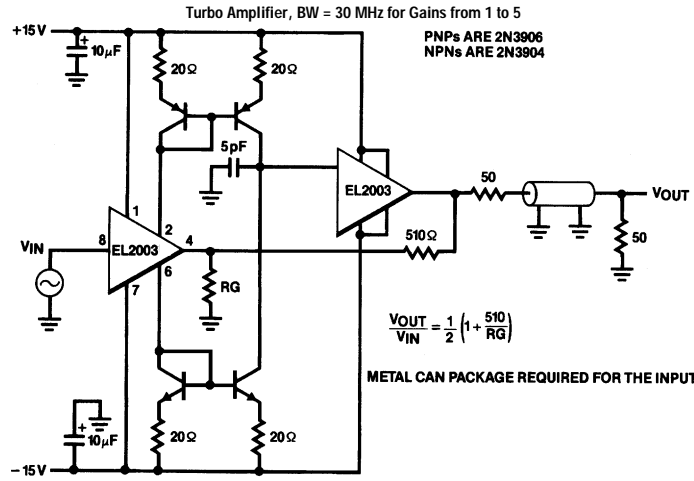 Turbo Amplifier, BW = 30 MHz for Gains from 1 to 5
+15V
PNPs ARE 2N3906
NPNs ARE 2N3904
+
10μF
20Ω
20Ω
5pF
EL2003
50
VOUT
50
1
2
VIN
8
EL2003
4
6
7
510Ω
RG
VOUT/VIN = 1/2 (1 + 510/RG)
METAL CAN PACKAGE REQUIRED FOR THE INPUT
+
10μF
20Ω
20Ω
−15V